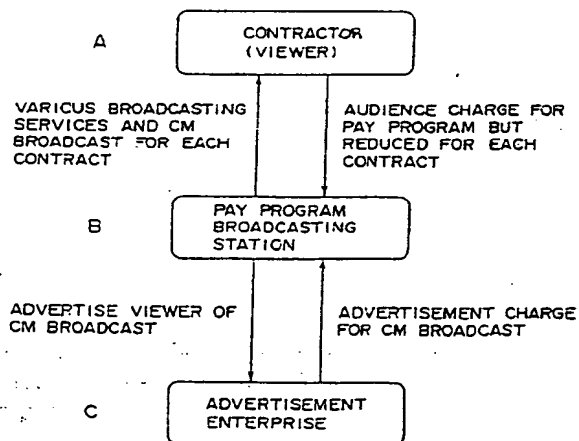 A
CONTRACTOR
(VIEWER)
VARICUS BROADCASTING
SERVICES AND CM
BROADCAST FOR EACH
CONTRACT
AUDIENCE CHARGE FOR
PAY PROGRAM BUT
REDUCED FOR EACH
CONTRACT
B
PAY PROGRAM
BROADCASTING
STATION
ADVERTISE VIEWER OF
CM BROADCAST
ADVERTISEMENT CHARGE
FOR CM BROADCAST
C
ADVERTISEMENT
ENTERPRISE